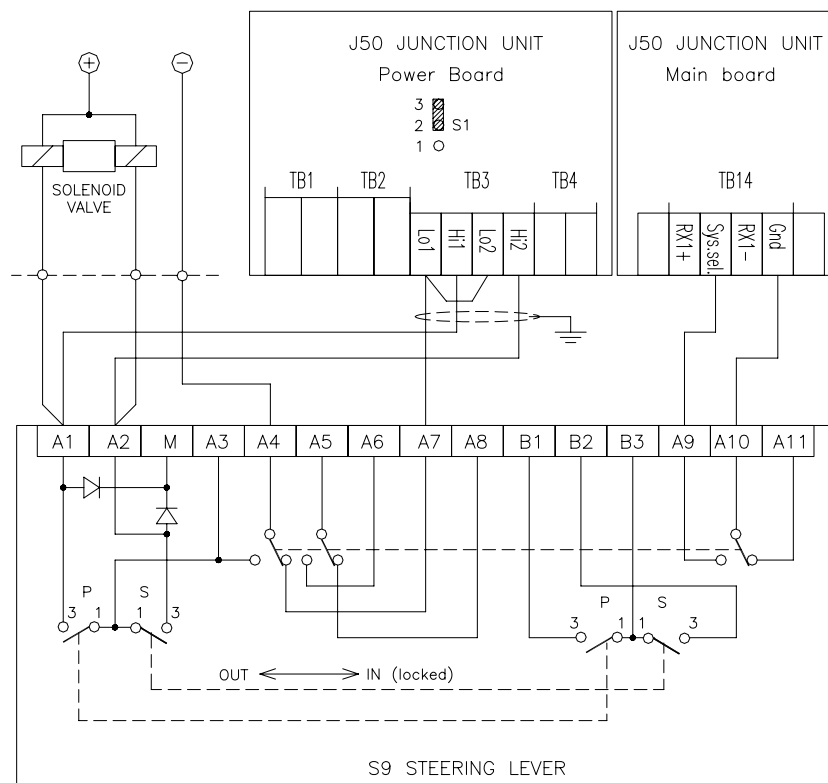 J50 JUNCTION UNIT
Power Board
3
2 S1
1
TB1 TB2 TB3 TB4
Lo1 Hi1 Lo2 Hi2
J50 JUNCTION UNIT
Main board
TB14
RX1+ Sys.sel. RX1- Gnd
+ -
SOLENOID
VALVE
A1 A2 M A3 A4 A5 A6 A7 A8 B1 B2 B3 A9 A10 A11
P S
3 1 1 3
P S
3 1 1 3
OUT IN (locked)
S9 STEERING LEVER